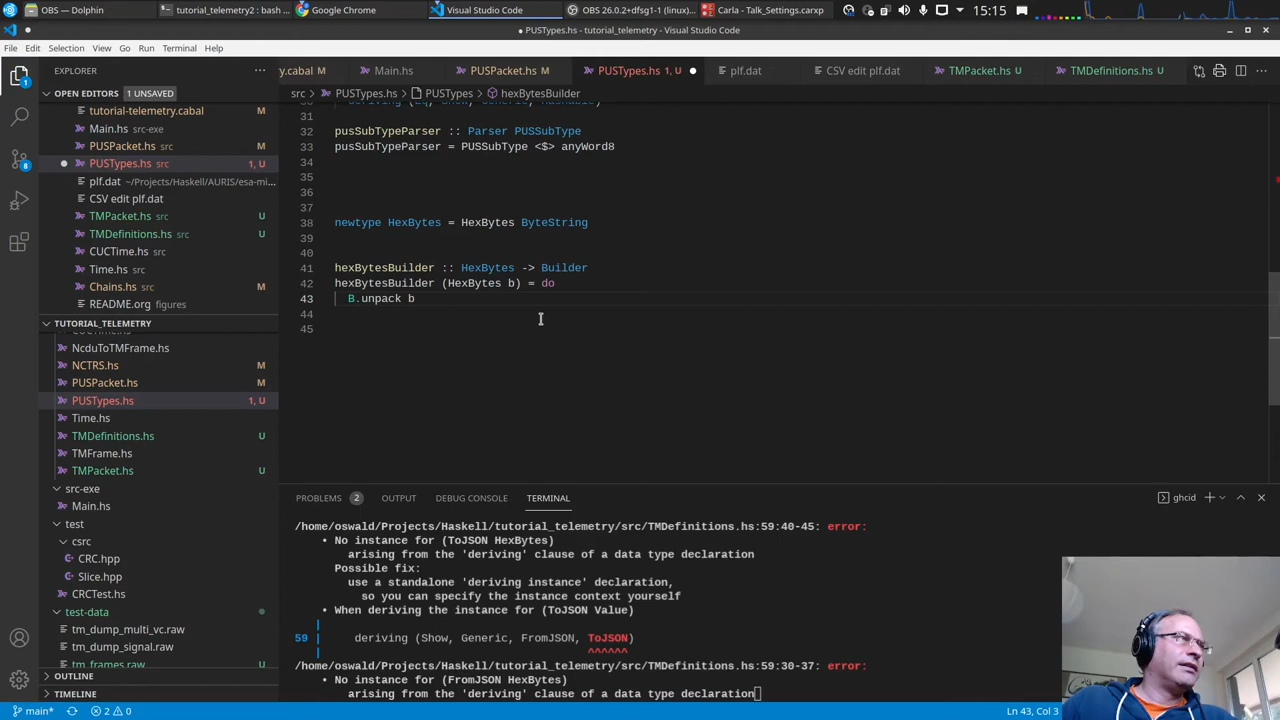 OBS — Dolphin
tutorial_telemetry2 : bash ...
Google Chrome
Visual Studio Code
OBS 26.0.2+dfsg1-1 (linux)...
Carla - Talk_Settings.carxp
15:15
● PUSTypes.hs - tutorial_telemetry - Visual Studio Code
File Edit Selection View Go Run Terminal Help
EXPLORER
ry.cabal M
Main.hs
PUSPacket.hs M
PUSTypes.hs 1, U
plf.dat
CSV edit plf.dat
TMPacket.hs U
TMDefinitions.hs U
OPEN EDITORS 1 UNSAVED
tutorial-telemetry.cabal M
Main.hs src-exe
PUSPacket.hs src M
PUSTypes.hs src 1, U
plf.dat ~/Projects/Haskell/AURIS/esa-mi...
CSV edit plf.dat
TMPacket.hs src U
TMDefinitions.hs src U
CUCTime.hs src
Time.hs src
Chains.hs src
README.org figures
TUTORIAL_TELEMETRY
NcduToTMFrame.hs
NCTRS.hs M
PUSPacket.hs M
PUSTypes.hs 1, U
Time.hs
TMDefinitions.hs U
TMFrame.hs
TMPacket.hs U
src-exe
Main.hs
test
csrc
CRC.hpp
Slice.hpp
CRCTest.hs
test-data
tm_dump_multi_vc.raw
tm_dump_signal.raw
tm_frames.raw
OUTLINE
TIMELINE
src > PUSTypes.hs > PUSTypes > hexBytesBuilder
30 deriving (Eq, Show, Generic, Hashable)
31
32 pusSubTypeParser :: Parser PUSSubType
33 pusSubTypeParser = PUSSubType <$> anyWord8
34
35
36
37
38 newtype HexBytes = HexBytes ByteString
39
40
41 hexBytesBuilder :: HexBytes -> Builder
42 hexBytesBuilder (HexBytes b) = do
43 B.unpack b
44
45
PROBLEMS 2 OUTPUT DEBUG CONSOLE TERMINAL
ghcid
/home/oswald/Projects/Haskell/tutorial_telemetry/src/TMDefinitions.hs:59:40-45: error:
• No instance for (ToJSON HexBytes)
arising from the 'deriving' clause of a data type declaration
Possible fix:
use a standalone 'deriving instance' declaration,
so you can specify the instance context yourself
• When deriving the instance for (ToJSON Value)
|
59 | deriving (Show, Generic, FromJSON, ToJSON)
| ^^^^^^
/home/oswald/Projects/Haskell/tutorial_telemetry/src/TMDefinitions.hs:59:30-37: error:
• No instance for (FromJSON HexBytes)
arising from the 'deriving' clause of a data type declaration
main* 2 0
Ln 43, Col 3